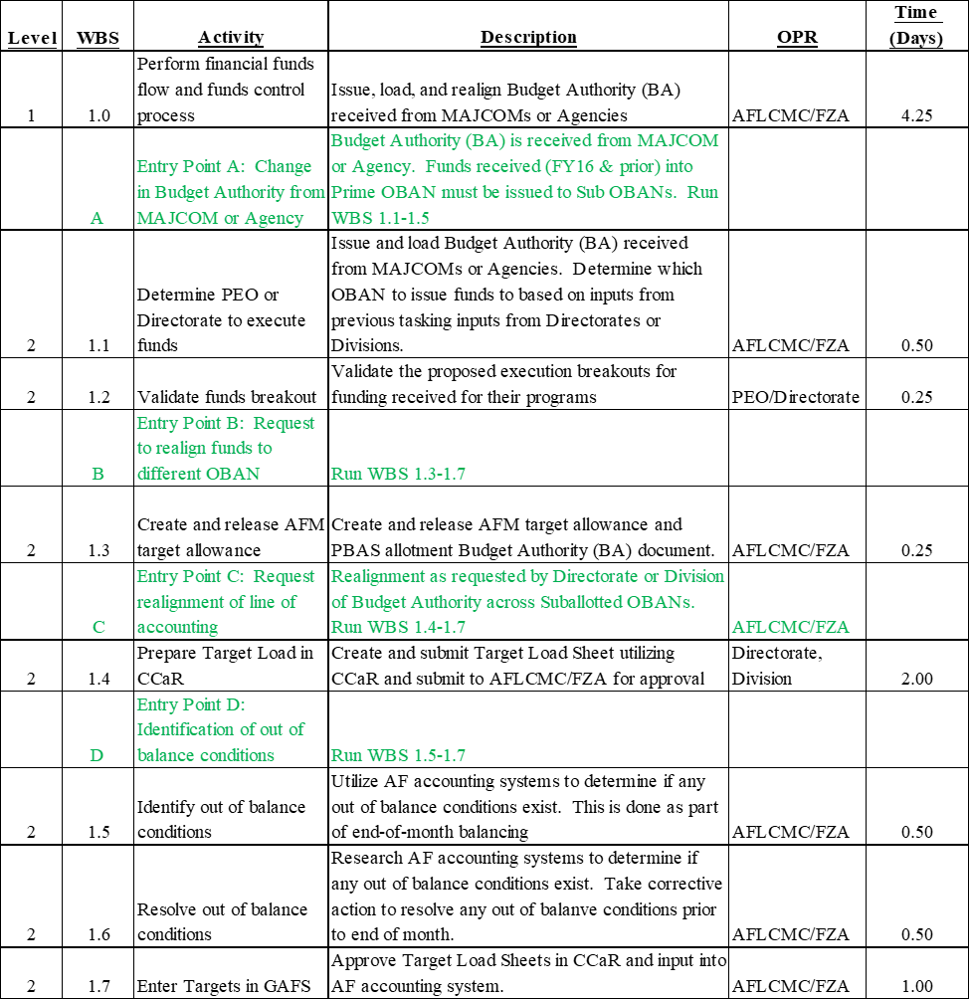 Level WBS Activity Description OPR Time (Days)
1 1.0 Perform financial funds flow and funds control process Issue, load, and realign Budget Authority (BA) received from MAJCOMs or Agencies AFLCMC/FZA 4.25
A Entry Point A: Change in Budget Authority from MAJCOM or Agency Budget Authority (BA) is received from MAJCOM or Agency. Funds received (FY16 & prior) into Prime OBAN must be issued to Sub OBANs. Run WBS 1.1-1.5
2 1.1 Determine PEO or Directorate to execute funds Issue and load Budget Authority (BA) received from MAJCOMs or Agencies. Determine which OBAN to issue funds to based on inputs from previous tasking inputs from Directorates or Divisions. AFLCMC/FZA 0.50
2 1.2 Validate funds breakout Validate the proposed execution breakouts for funding received for their programs PEO/Directorate 0.25
B Entry Point B: Request to realign funds to different OBAN Run WBS 1.3-1.7
2 1.3 Create and release AFM target allowance Create and release AFM target allowance and PBAS allotment Budget Authority (BA) document. AFLCMC/FZA 0.25
C Entry Point C: Request realignment of line of accounting Realignment as requested by Directorate or Division of Budget Authority across Suballotted OBANs. Run WBS 1.4-1.7 AFLCMC/FZA
2 1.4 Prepare Target Load in CCaR Create and submit Target Load Sheet utilizing CCaR and submit to AFLCMC/FZA for approval Directorate, Division 2.00
D Entry Point D: Identification of out of balance conditions Run WBS 1.5-1.7
2 1.5 Identify out of balance conditions Utilize AF accounting systems to determine if any out of balance conditions exist. This is done as part of end-of-month balancing AFLCMC/FZA 0.50
2 1.6 Resolve out of balance conditions Research AF accounting systems to determine if any out of balance conditions exist. Take corrective action to resolve any out of balanve conditions prior to end of month. AFLCMC/FZA 0.50
2 1.7 Enter Targets in GAFS Approve Target Load Sheets in CCaR and input into AF accounting system. AFLCMC/FZA 1.00